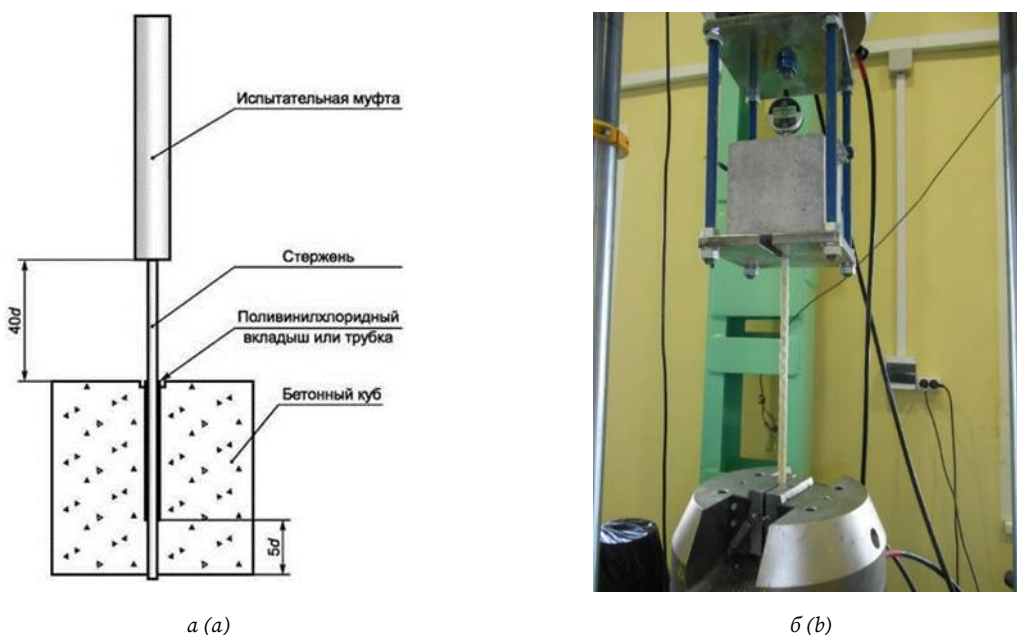 Испытательная муфта
Стержень
40d
Поливинилхлоридный
вкладыш или трубка
Бетонный куб
5d
а (a)
б (b)